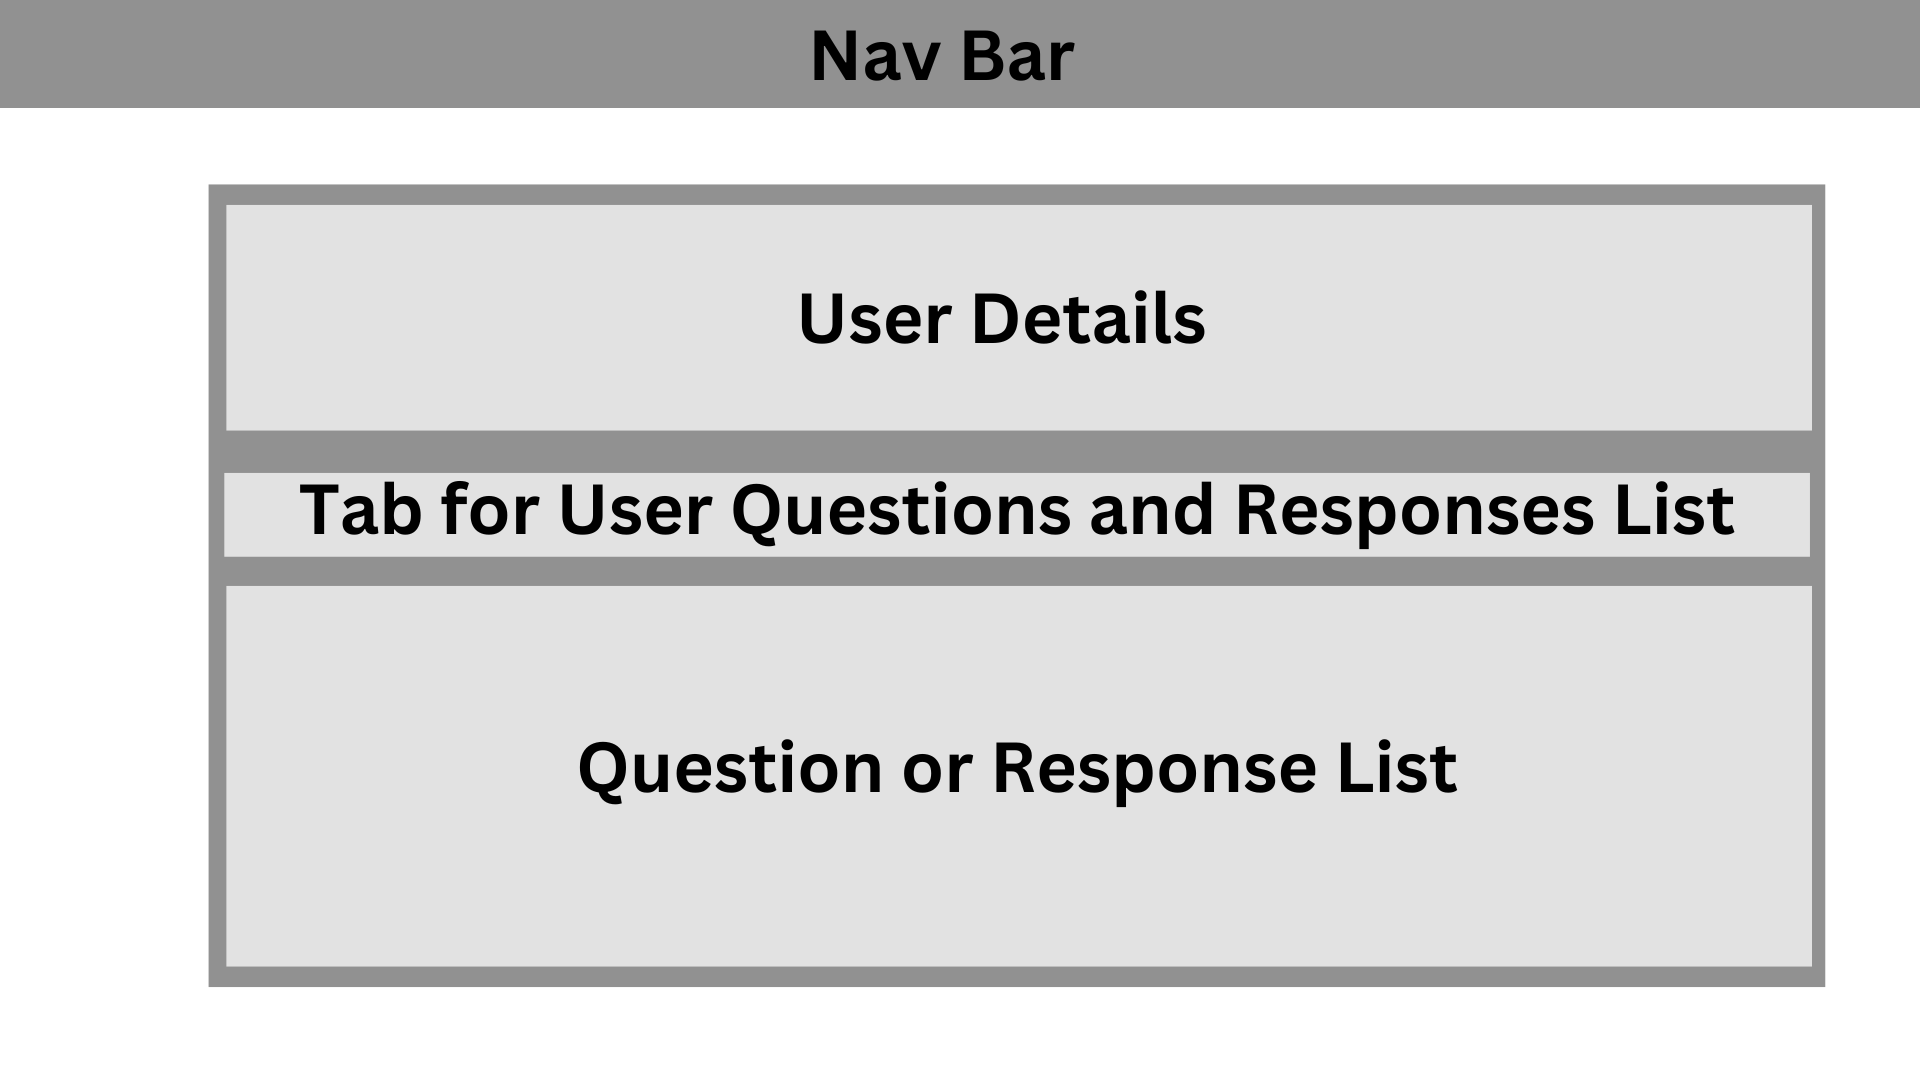 Nav Bar
User Details
Tab for User Questions and Responses List
Question or Response List